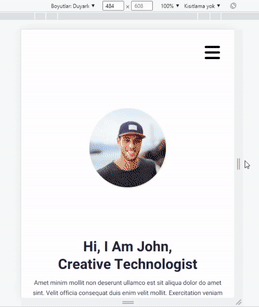 Boyutları: Duyarlı ▼ 484 × 608 100% ▼ Kısıtlama yok ▼
Hi, I Am John,
Creative Technologist
Amet minim mollit non deserunt ullamco est sit aliqua dolor do amet
sint. Velit officia consequat duis enim velit mollit. Exercitation veniam